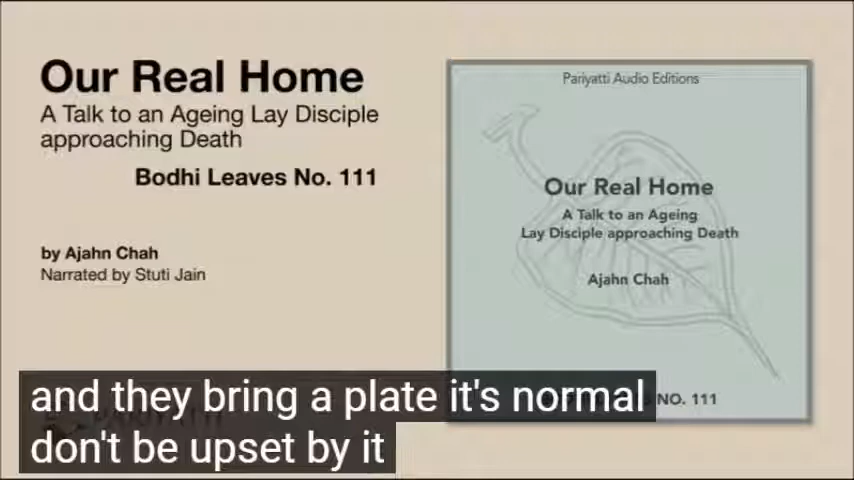 Our Real Home
A Talk to an Ageing Lay Disciple
approaching Death
Bodhi Leaves No. 111
by Ajahn Chah
Narrated by Stuti Jain
Pariyatti Audio Editions
Our Real Home
A Talk to an Ageing
Lay Disciple approaching Death
Ajahn Chah
NO. 111
and they bring a plate it's normal
don't be upset by it